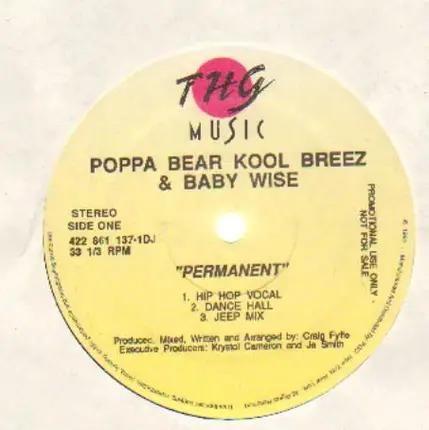 THG
MUSIC
POPPA BEAR KOOL BREEZ
& BABY WISE
STEREO
SIDE ONE
422 861 137-1DJ
33 1/3 RPM
PROMOTIONAL USE ONLY -
NOT FOR SALE
"PERMANENT"
1. HIP HOP VOCAL
2. DANCE HALL
3. JEEP MIX
Produced, Mixed, Written and Arranged by: Craig Fyffe
Executive Producers: Krystol Cameron and Je Smith